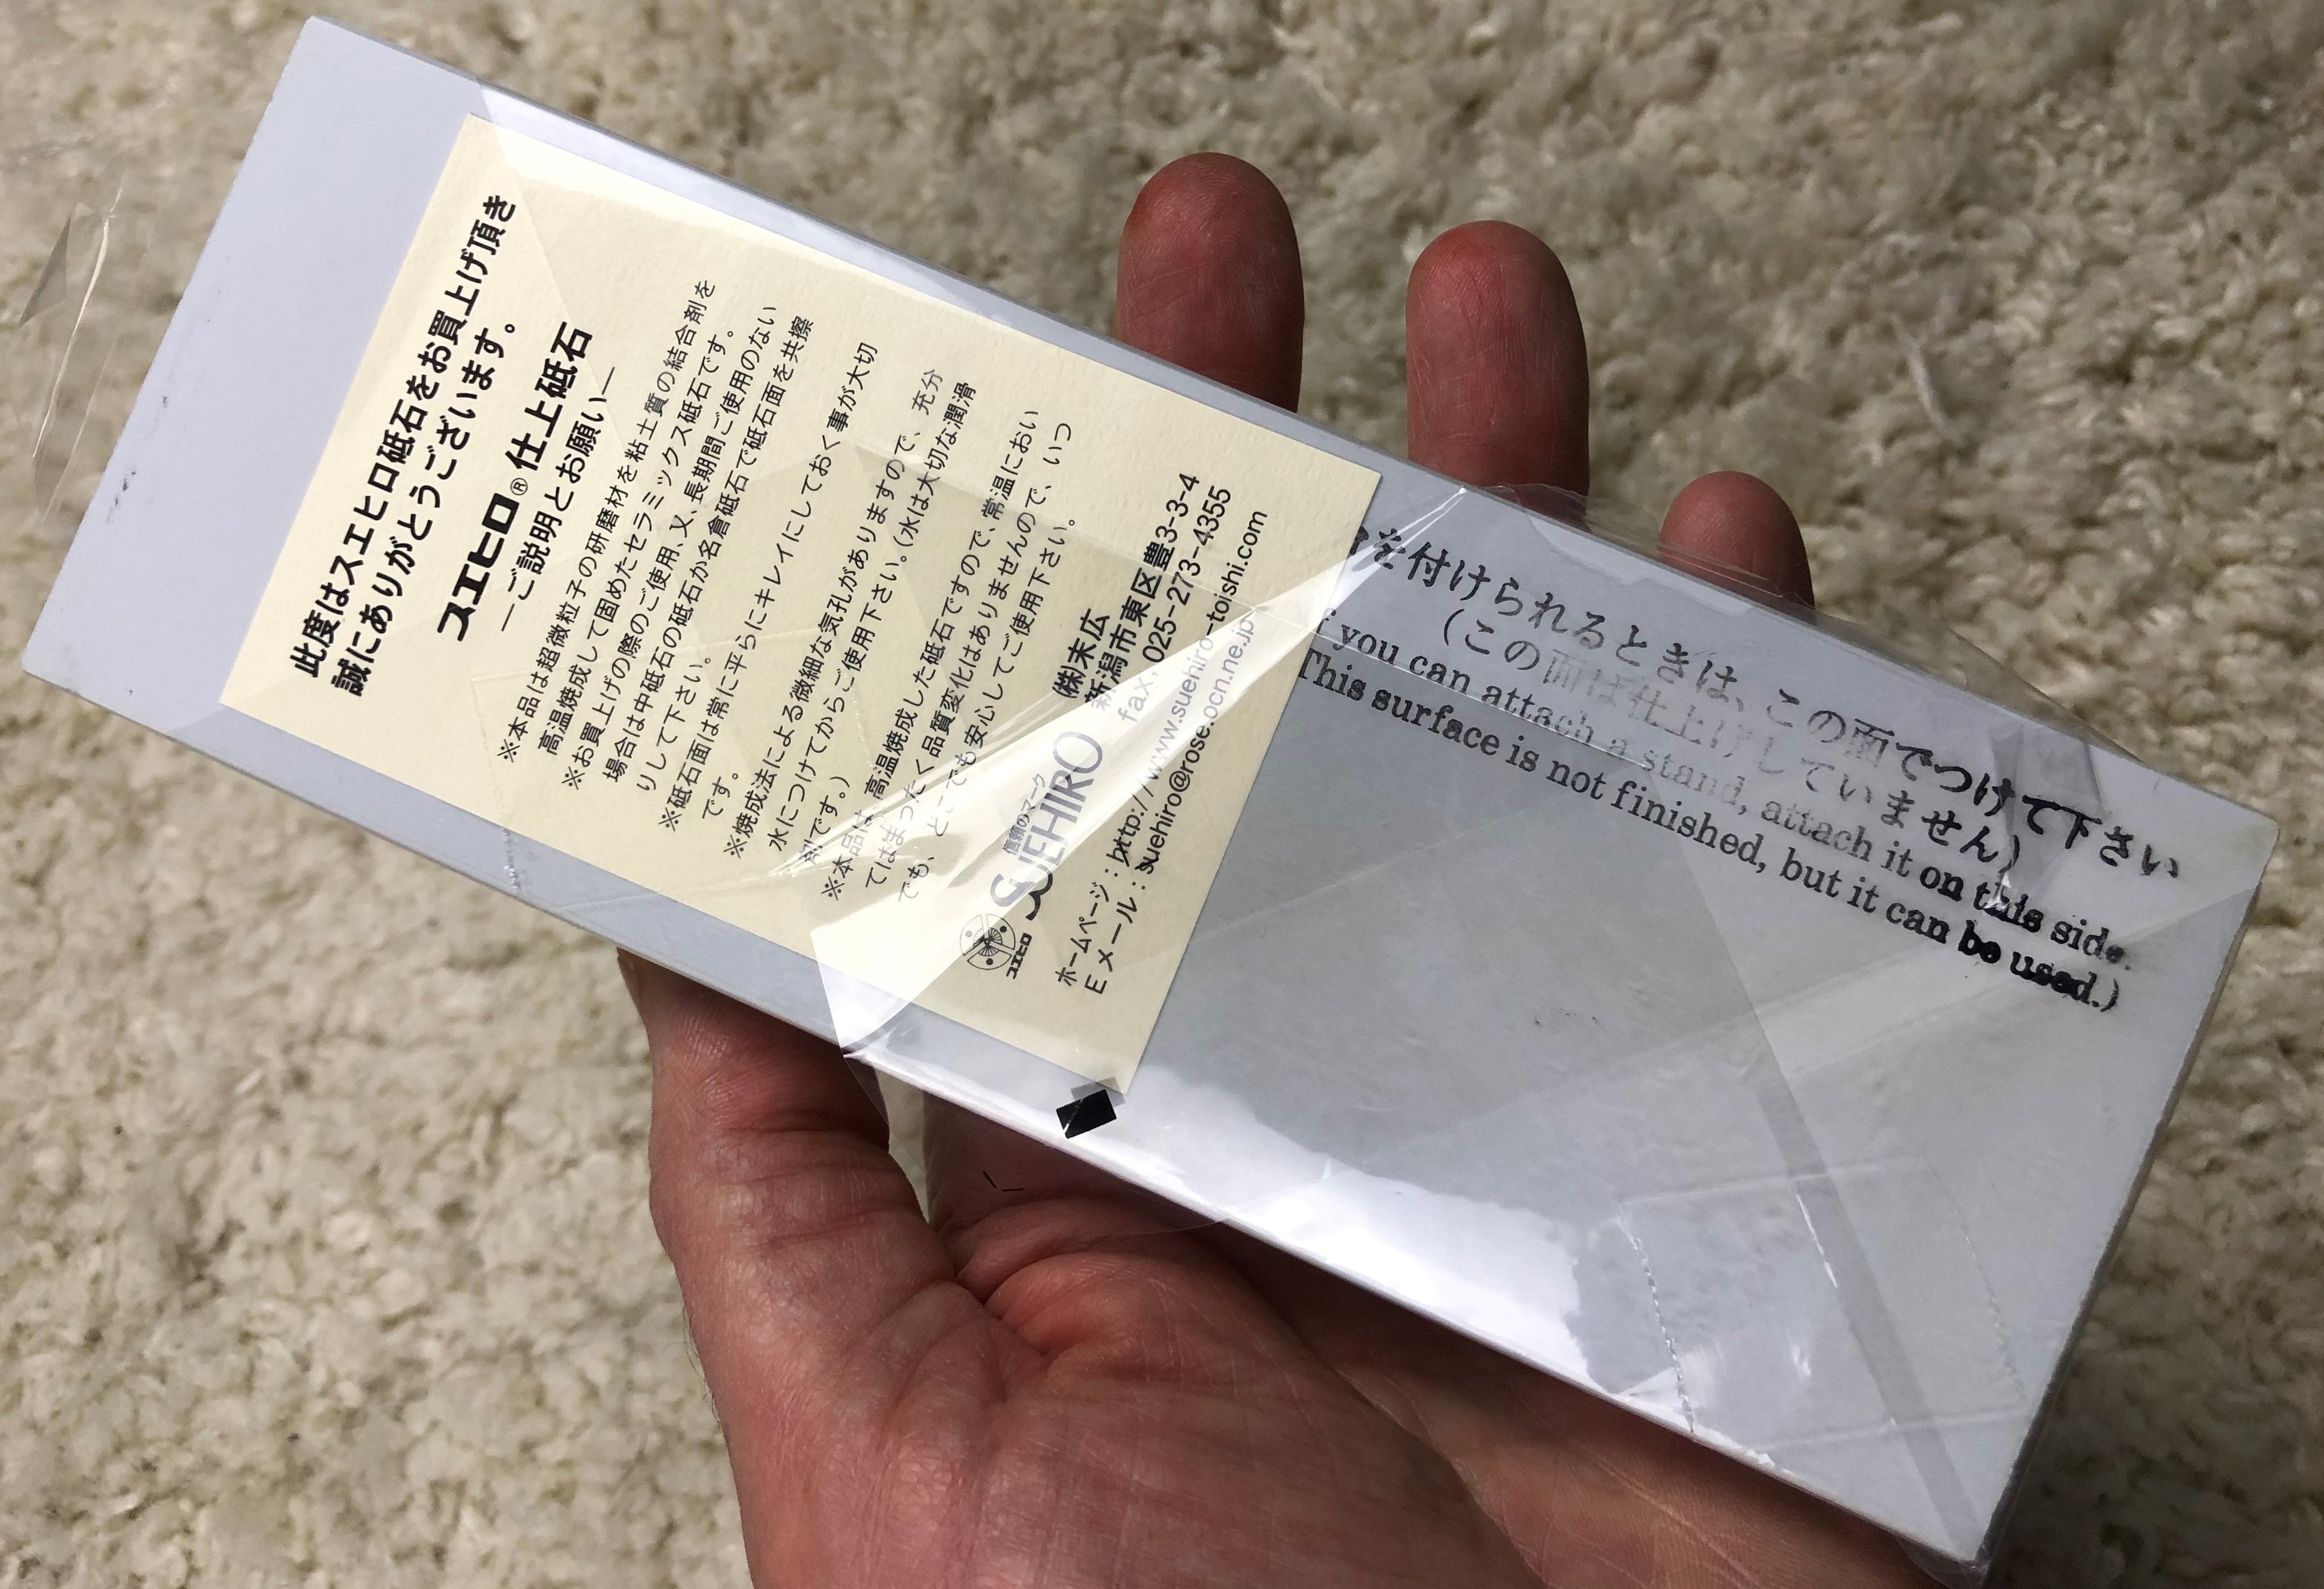 此度はスエヒロ砥石をお買上げ頂き
誠にありがとうございます。
スエヒロ® 仕上砥石
—ご説明とお願い—
※本品は超微粒子の研磨材を粘土質の結合剤を
高温焼成して固めたセラミックス砥石です。
※お買上げの際のご使用、又、長期間ご使用のない
場合は中砥石の砥石か名倉砥石で砥石面を共擦
りして下さい。
※砥石面は常に平らにキレイにしておく事が大切
です。
※焼成法による微細な気孔がありますので、充分
水につけてからご使用下さい。(水は大切な潤滑
剤です。)
※本品は、高温焼成した砥石ですので、常温におい
てはまったく品質変化はありませんので、いつ
でも、どこでも安心してご使用下さい。
スエヒロ
信頼のマーク
SUEHIRO
(株)末広
新潟市東区豊3-3-4
fax. 025-273-4355
ホームページ:http://www.suehiro-toishi.com
Eメール:suehiro@rose.ocn.ne.jp
を付けられるときは、この面でつけて下さい
(この面は仕上げしていません)
if you can attach a stand, attach it on this side.
This surface is not finished, but it can be used.)